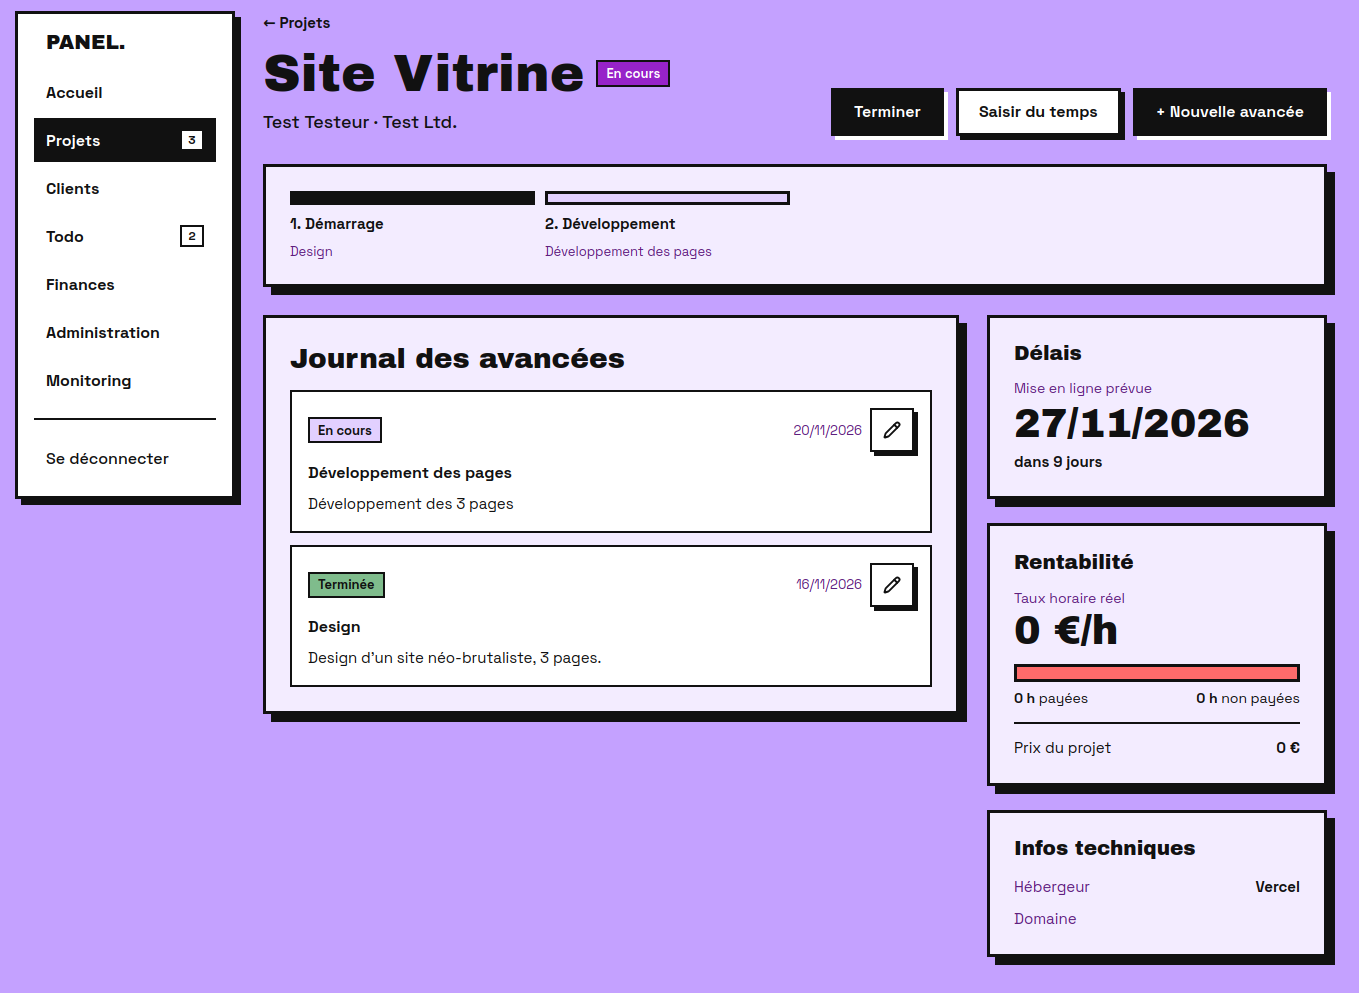 PANEL.
Accueil
Projets 3
Clients
Todo 2
Finances
Administration
Monitoring
Se déconnecter
← Projets
Site Vitrine En cours
Test Testeur · Test Ltd.
Terminer
Saisir du temps
+ Nouvelle avancée
1. Démarrage
Design
2. Développement
Développement des pages
Journal des avancées
En cours 20/11/2026
Développement des pages
Développement des 3 pages
Terminée 16/11/2026
Design
Design d'un site néo-brutaliste, 3 pages.
Délais
Mise en ligne prévue
27/11/2026
dans 9 jours
Rentabilité
Taux horaire réel
0 €/h
0 h payées 0 h non payées
Prix du projet 0 €
Infos techniques
Hébergeur Vercel
Domaine